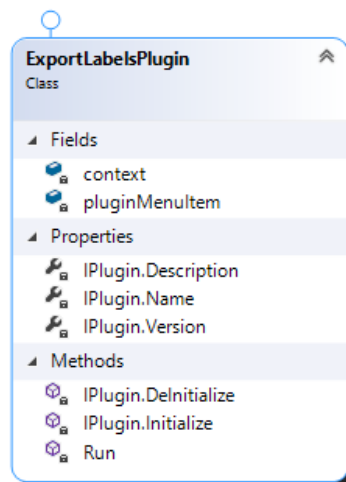 ExportLabelsPlugin
Class
Fields
context
pluginMenuItem
Properties
IPlugin.Description
IPlugin.Name
IPlugin.Version
Methods
IPlugin.DeInitialize
IPlugin.Initialize
Run